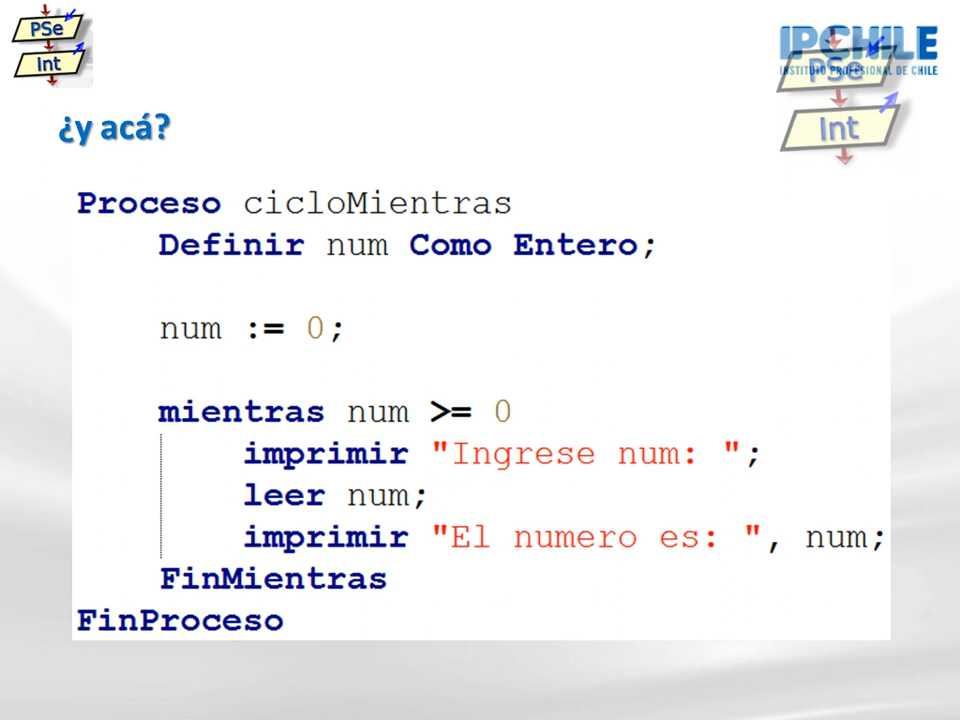 PSe
Int
IPCHILE
INSTITUTO PROFESIONAL DE CHILE
PSe
Int
¿y acá?
Proceso cicloMientras
Definir num Como Entero;
num := 0;
mientras num >= 0
imprimir "Ingrese num: ";
leer num;
imprimir "El numero es: ", num;
FinMientras
FinProceso